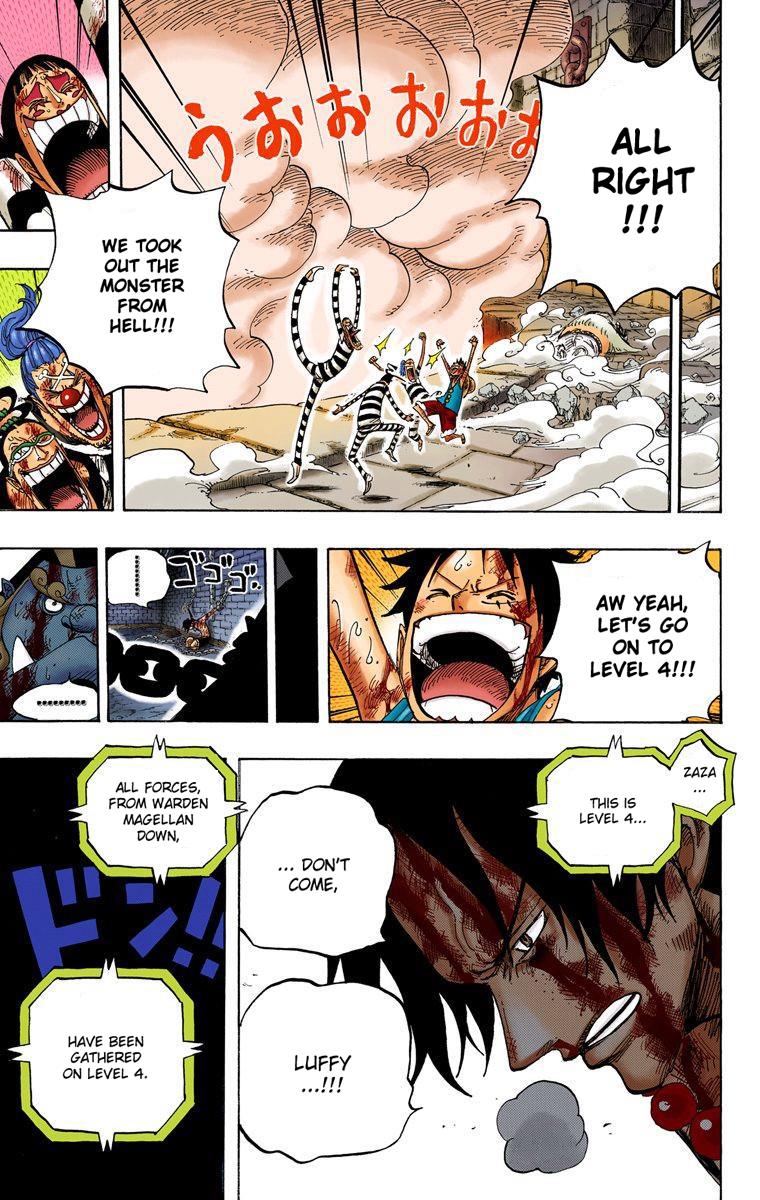 ALL
RIGHT
!!!
うおおおおお
WE TOOK
OUT THE
MONSTER
FROM
HELL!!!
AW YEAH,
LET'S GO
ON TO
LEVEL 4!!!
ゴゴゴゴ
..........
..........
ZAZA
...
THIS IS
LEVEL 4...
... DON'T
COME,
LUFFY
...!!!
ALL FORCES,
FROM WARDEN
MAGELLAN
DOWN,
ドン!!
HAVE BEEN
GATHERED
ON LEVEL 4.